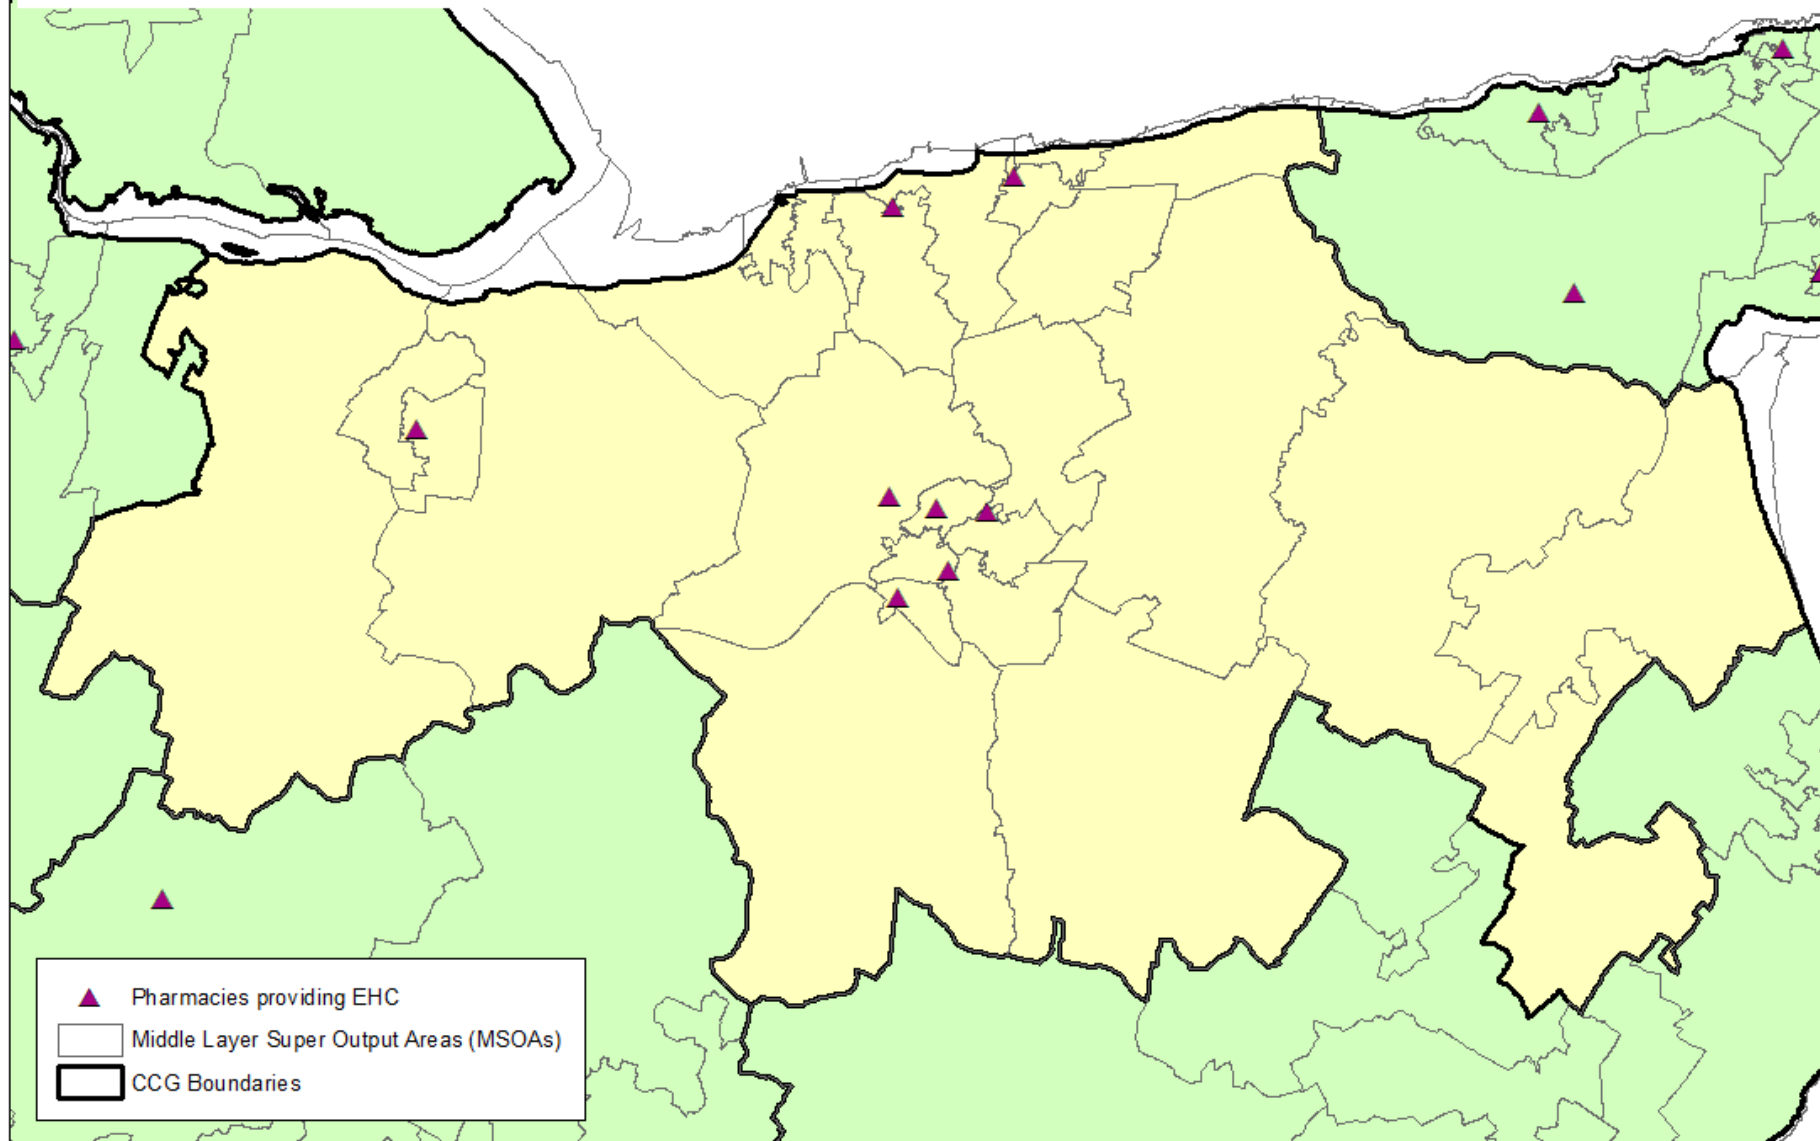 Pharmacies providing EHC
Middle Layer Super Output Areas (MSOAs)
CCG Boundaries